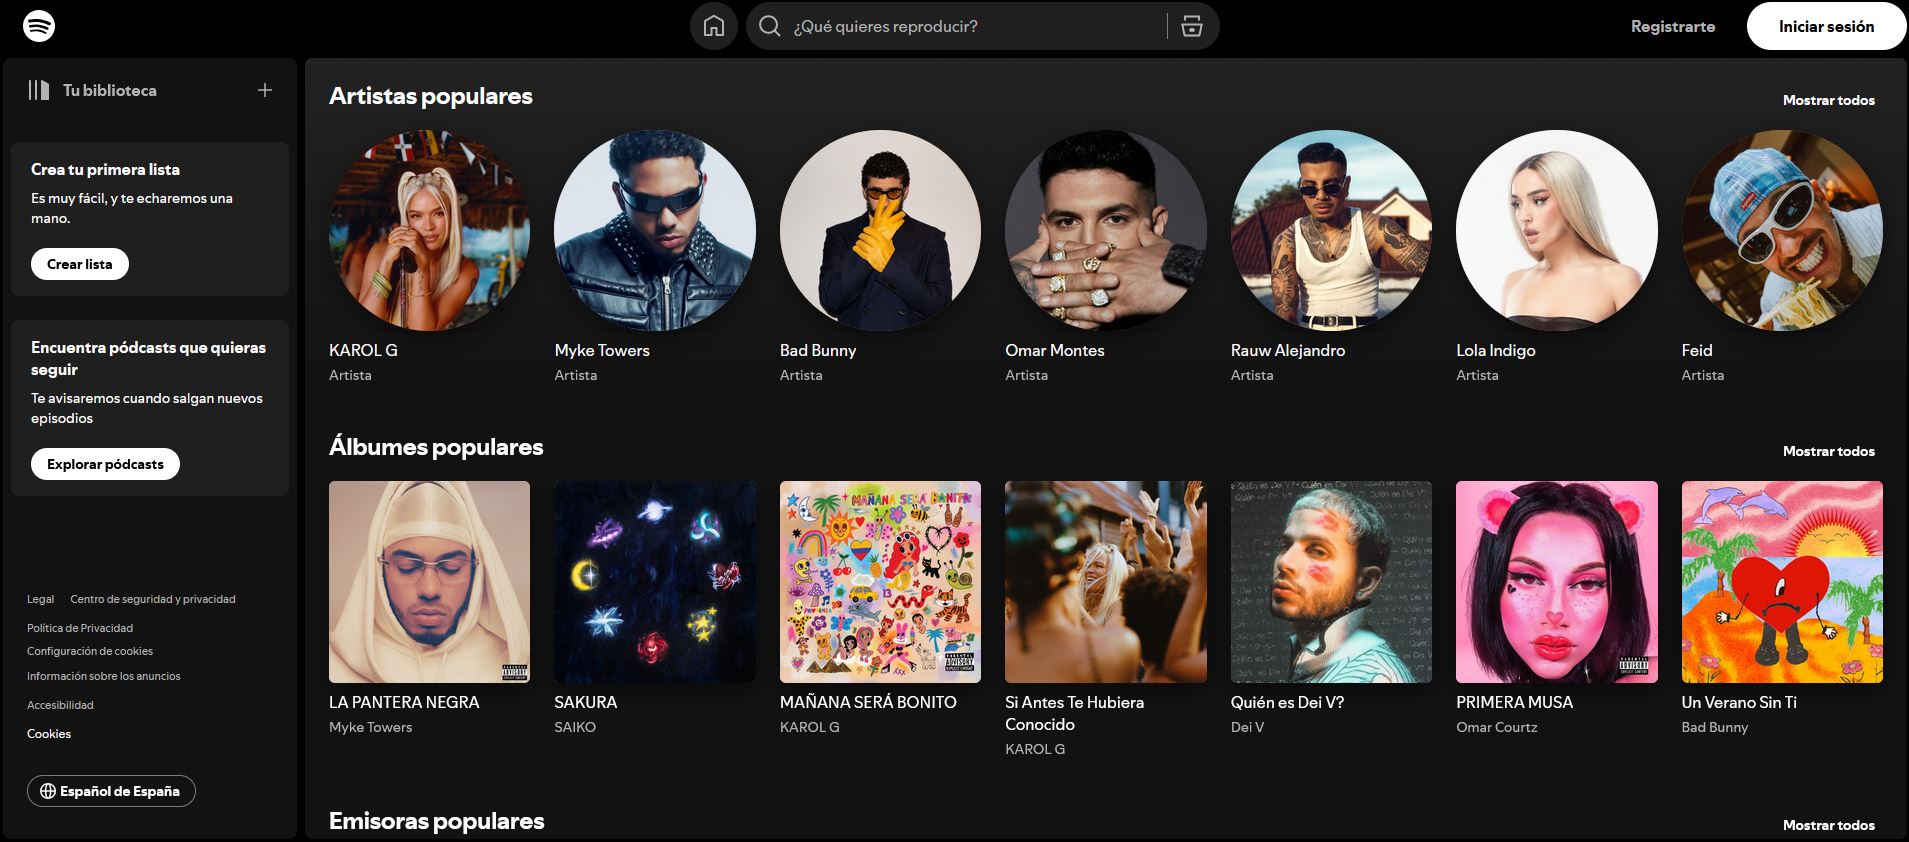 ¿Qué quieres reproducir?
Registrarte
Iniciar sesión
Tu biblioteca
Crea tu primera lista
Es muy fácil, y te echaremos una
mano.
Crear lista
Encuentra pódcasts que quieras
seguir
Te avisaremos cuando salgan nuevos
episodios
Explorar pódcasts
Legal
Centro de seguridad y privacidad
Política de Privacidad
Configuración de cookies
Información sobre los anuncios
Accesibilidad
Cookies
Español de España
Artistas populares
Mostrar todos
KAROL G
Artista
Myke Towers
Artista
Bad Bunny
Artista
Omar Montes
Artista
Rauw Alejandro
Artista
Lola Indigo
Artista
Feid
Artista
Álbumes populares
Mostrar todos
MAÑANA SERÁ BONITO
LA PANTERA NEGRA
Myke Towers
SAKURA
SAIKO
MAÑANA SERÁ BONITO
KAROL G
Si Antes Te Hubiera
Conocido
KAROL G
Quién es Dei V?
Dei V
PRIMERA MUSA
Omar Courtz
Un Verano Sin Ti
Bad Bunny
Emisoras populares
Mostrar todos